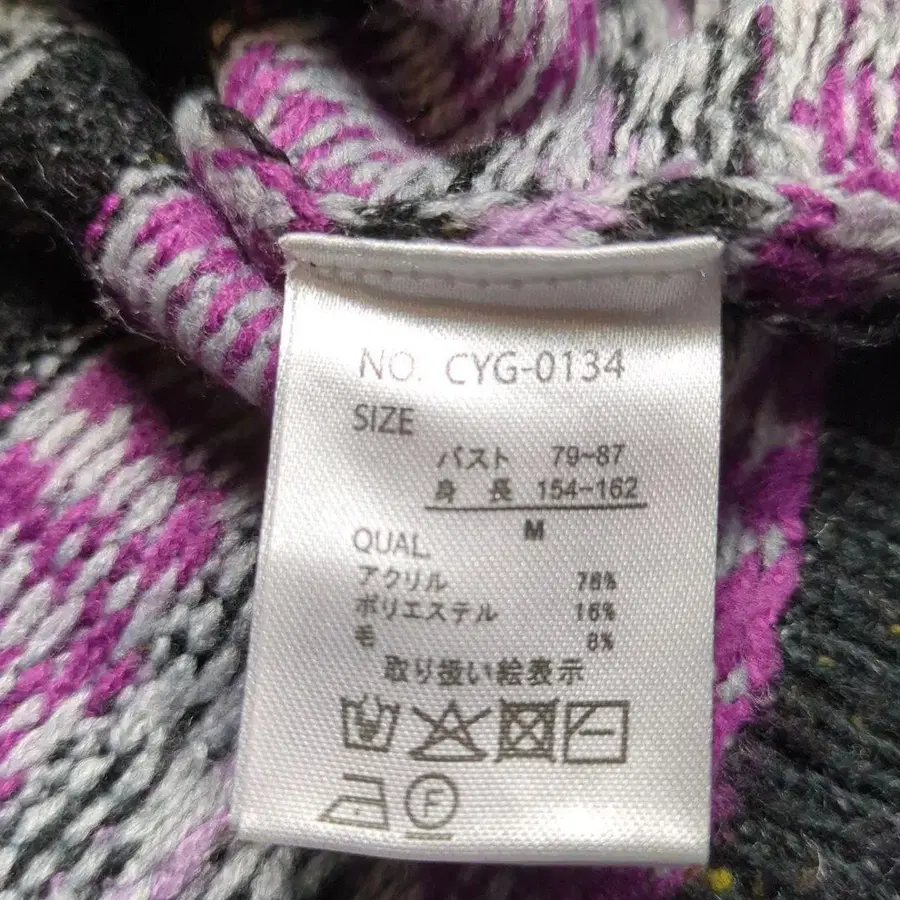 NO. CYG-0134
SIZE
バスト 79~87
身 長 154-162
M
QUAL.
アクリル 76%
ポリエステル 16%
毛 8%
取り扱い絵表示
F